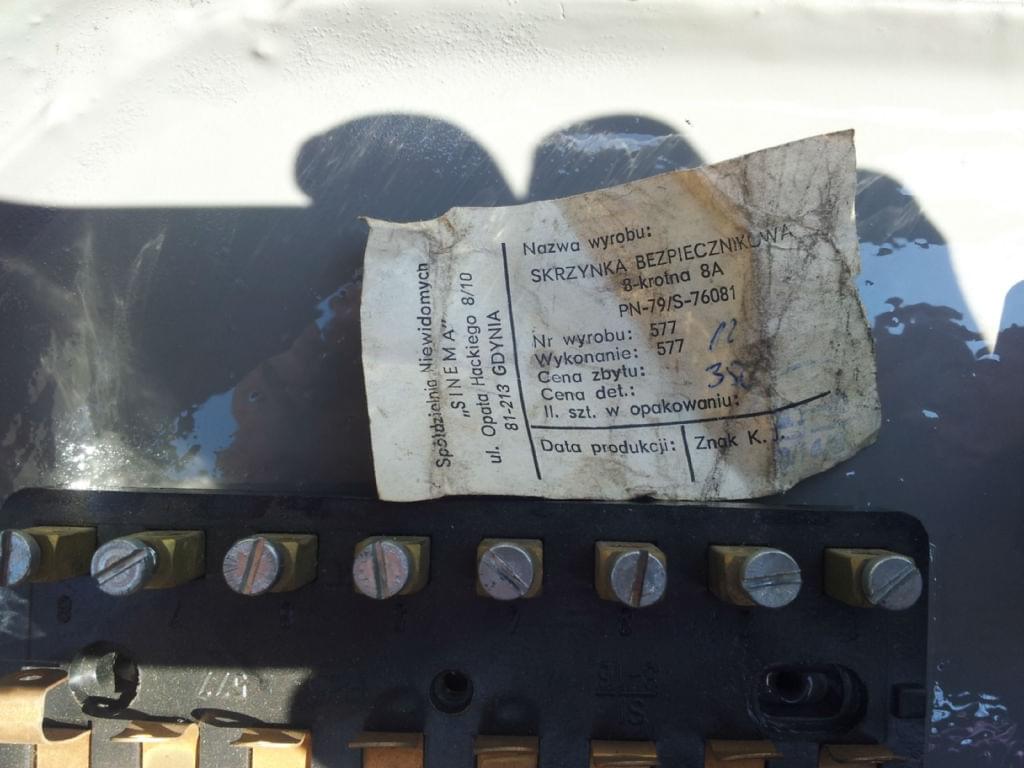 Spółdzielnia Niewidomych
„SINEMA"
ul. Opata Hackiego 8/10
81-213 GDYNIA
Nazwa wyrobu:
SKRZYNKA BEZPIECZNIKOWA
8-krotna 8A
PN-79/S-76081
Nr wyrobu: 577
Wykonanie: 577
Cena zbytu:
Cena det.:
Il. szt. w opakowaniu:
Data produkcji:
Znak K. J.
577